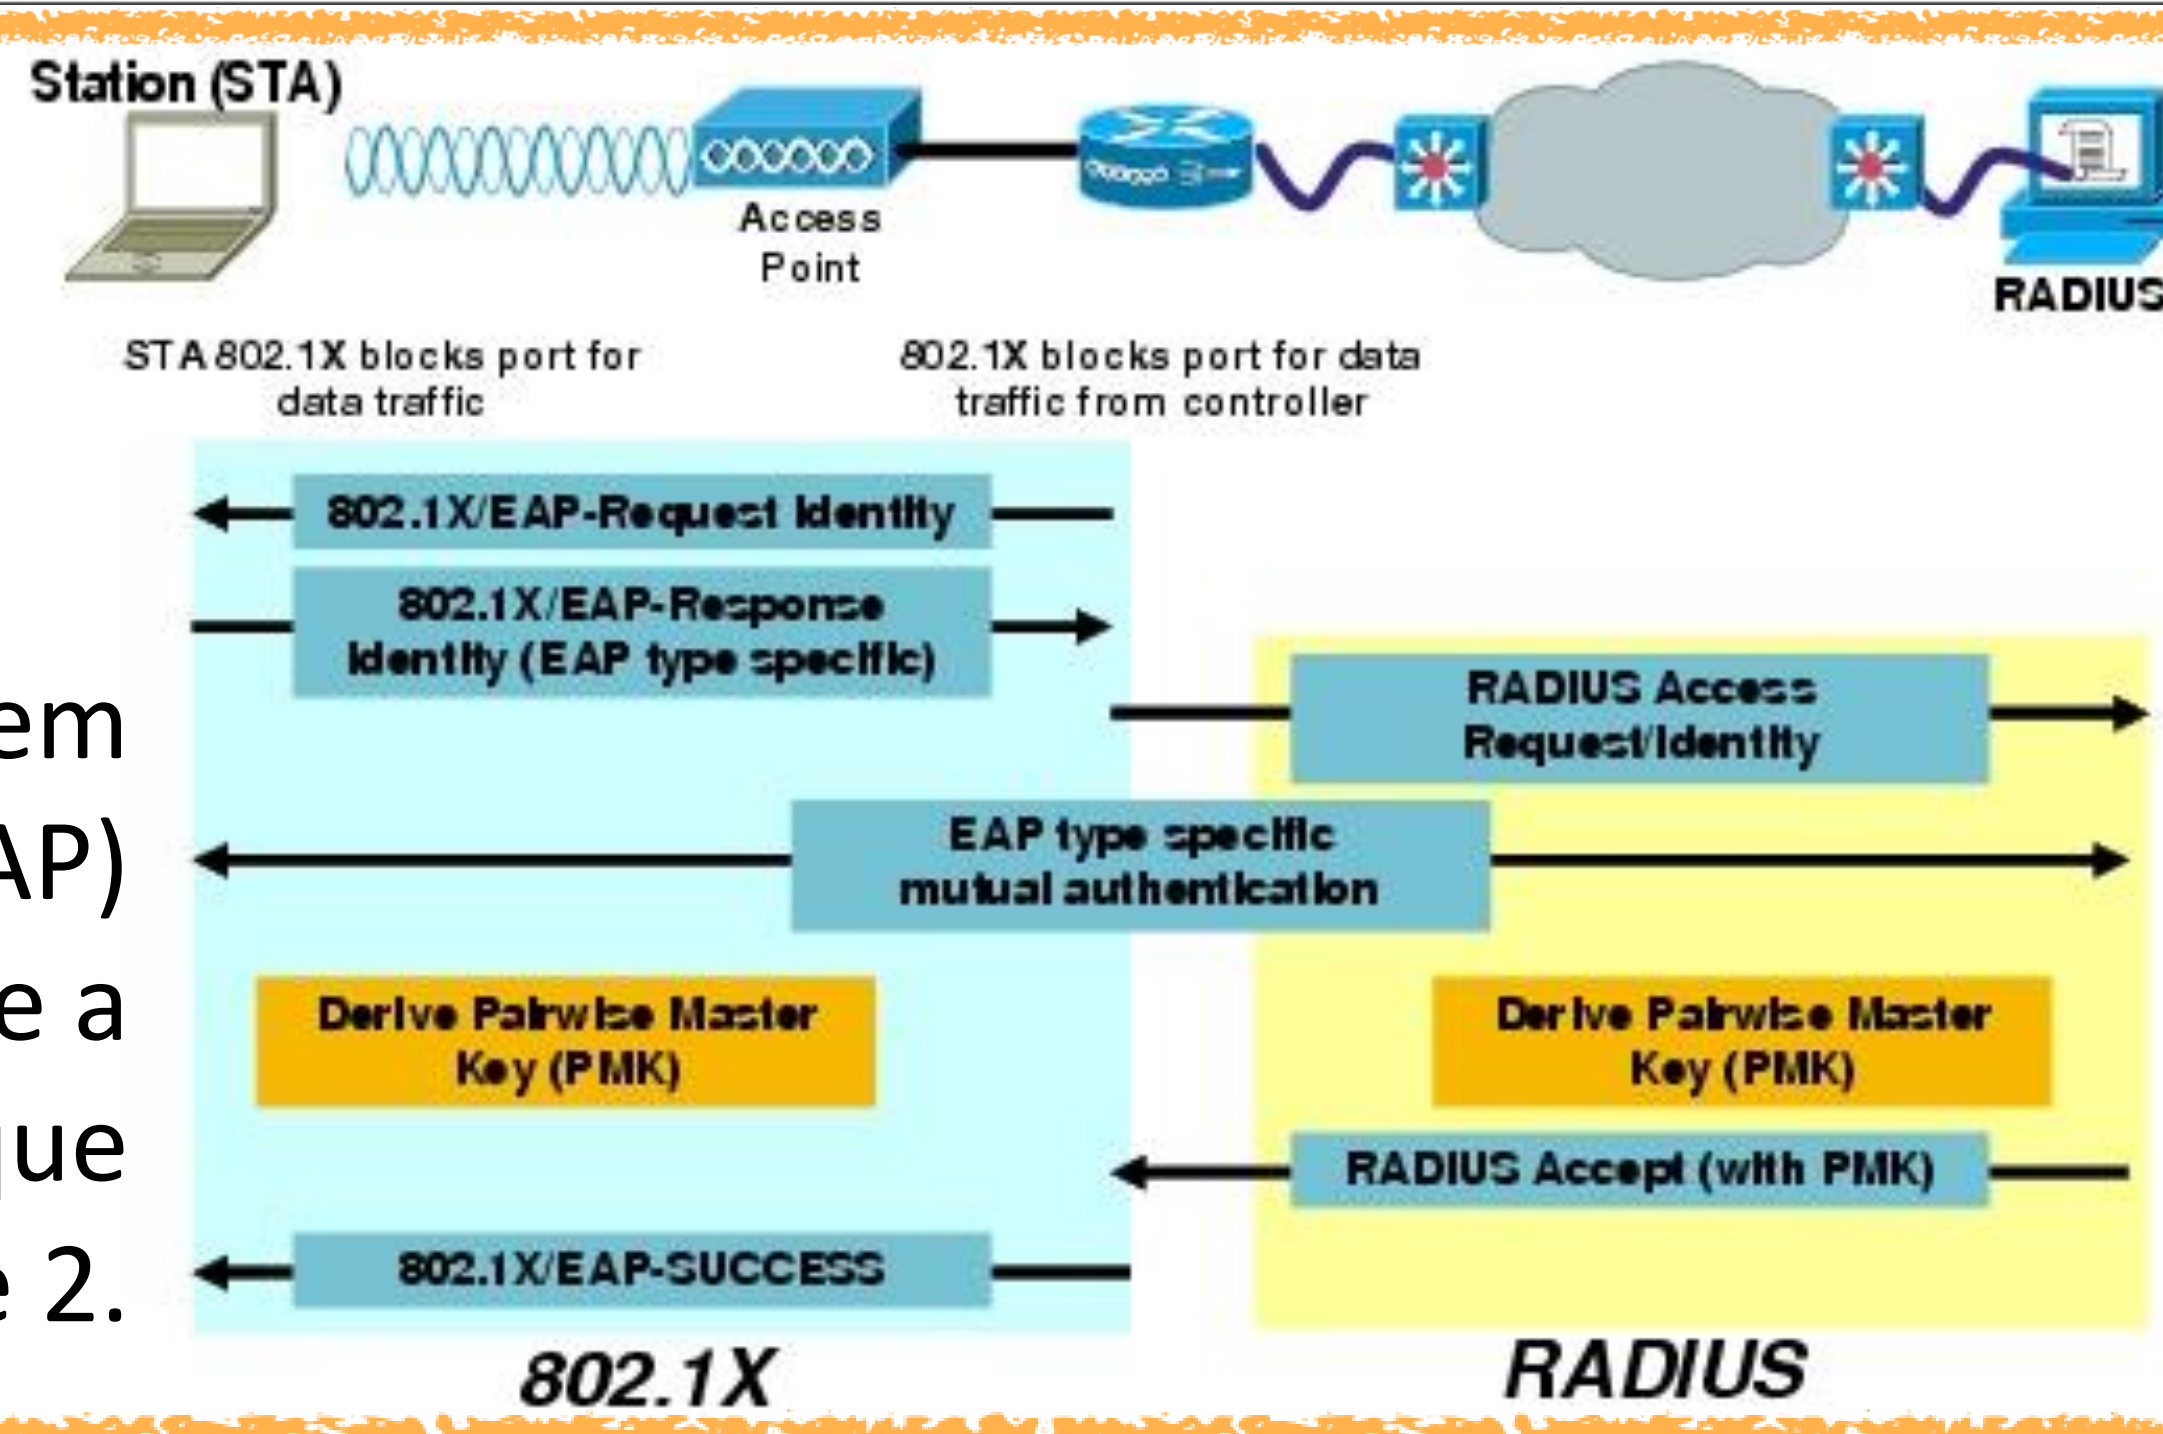 Station (STA)
Access
Point
RADIUS
STA 802.1X blocks port for
data traffic
802.1X blocks port for data
traffic from controller
802.1X/EAP-Request Identity
802.1X/EAP-Response
Identity (EAP type specific)
RADIUS Access
Request/Identity
em
AP)
e a
que
e 2.
EAP type specific
mutual authentication
Derive Pairwise Master
Key (PMK)
Derive Pairwise Master
Key (PMK)
RADIUS Accept (with PMK)
802.1X/EAP-SUCCESS
802.1X
RADIUS